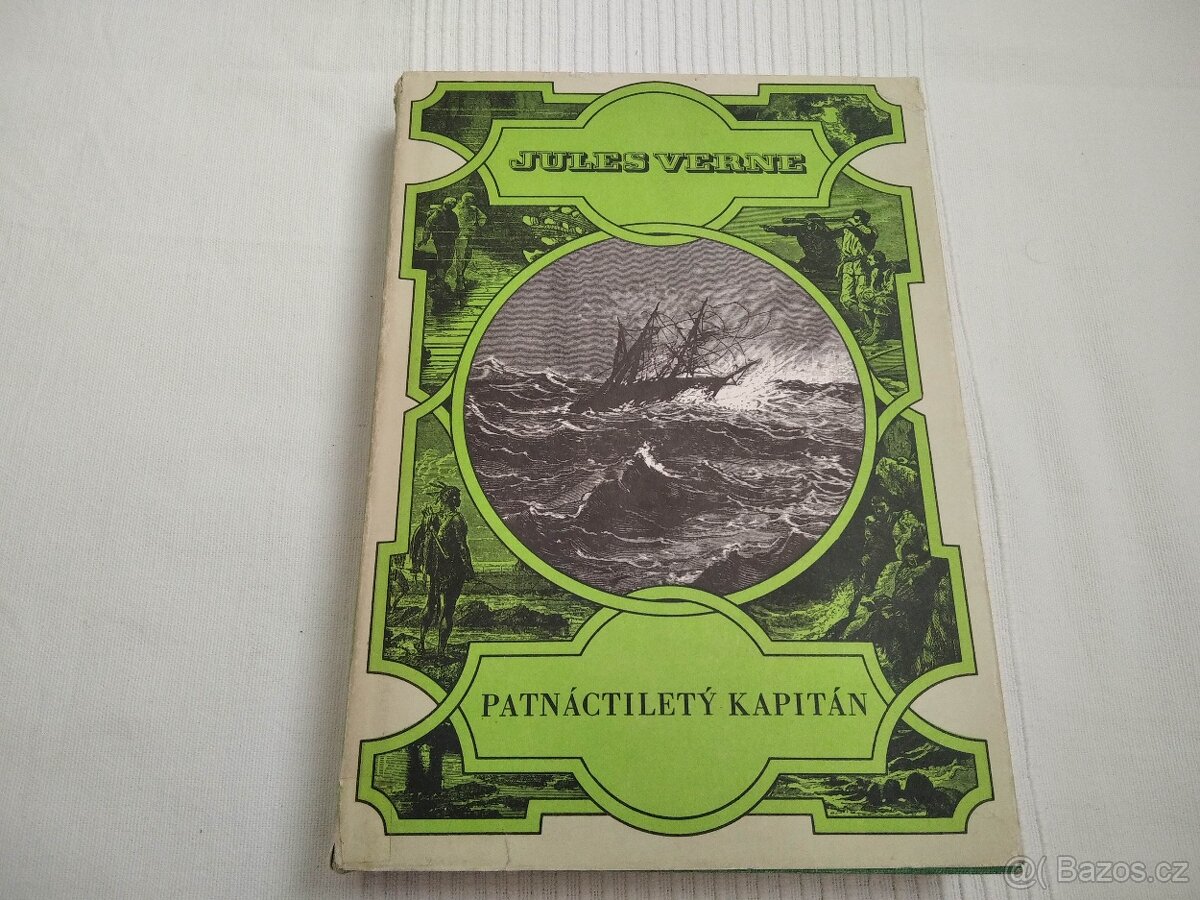 JULES VERNE
PATNÁCTILETÝ KAPITÁN
@( Bazos.cz